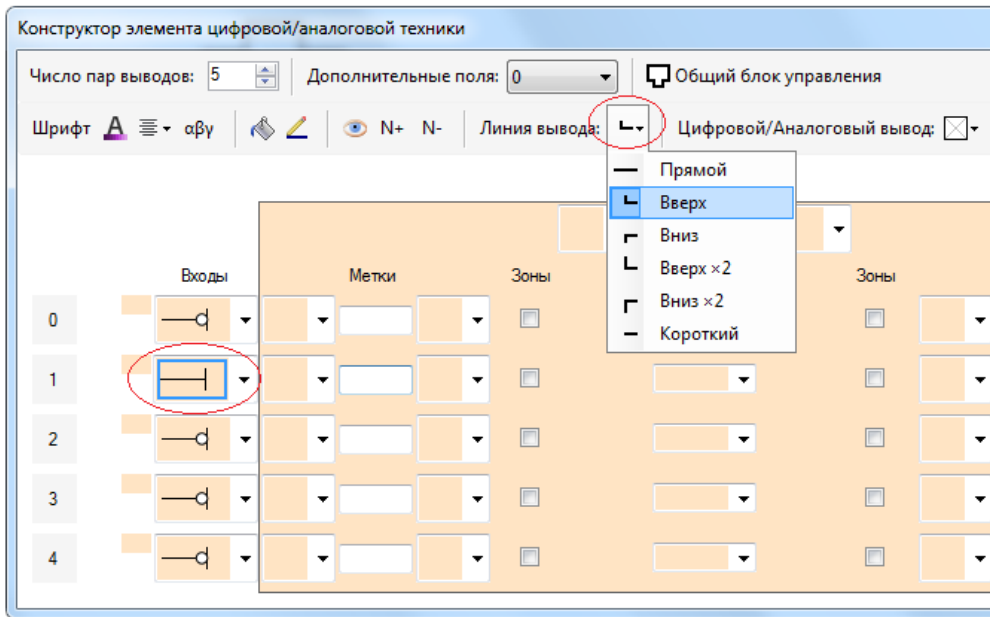 Конструктор элемента цифровой/аналоговой техники
Число пар выводов: 5 Дополнительные поля: 0 Общий блок управления
Шрифт A αβγ N+ N- Линия вывода: Цифровой/Аналоговый вывод:
Прямой
Вверх
Вниз
Вверх ×2
Вниз ×2
Короткий
Входы Метки Зоны Зоны
0
1
2
3
4